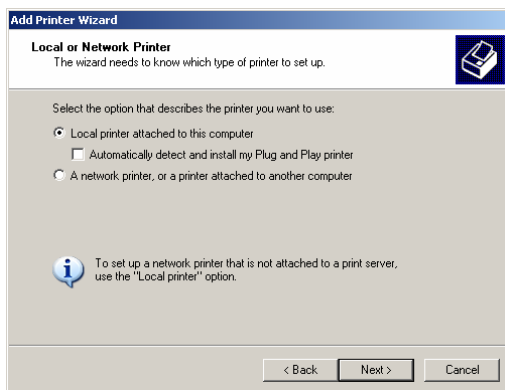 Add Printer Wizard
Local or Network Printer
The wizard needs to know which type of printer to set up.
Select the option that describes the printer you want to use:
Local printer attached to this computer
Automatically detect and install my Plug and Play printer
A network printer, or a printer attached to another computer
To set up a network printer that is not attached to a print server,
use the "Local printer" option.
< Back
Next >
Cancel